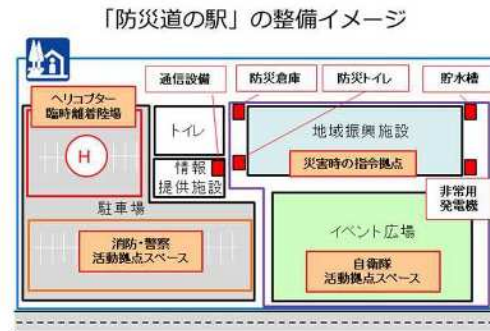 「防災道の駅」の整備イメージ
通信設備
防災倉庫
防災トイレ
貯水槽
ヘリコプター
臨時離着陸場
H
トイレ
情報
提供施設
地域振興施設
災害時の指令拠点
非常用
発電機
駐車場
消防・警察
活動拠点スペース
イベント広場
自衛隊
活動拠点スペース